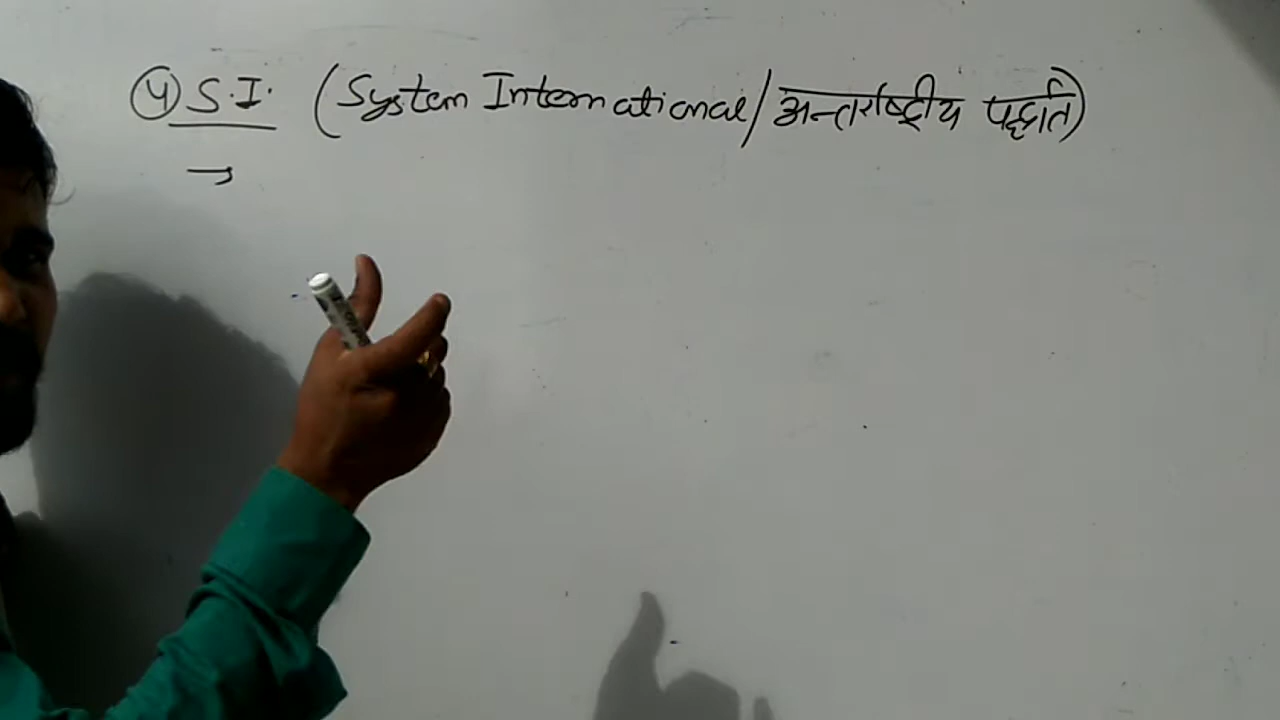 ④ S.I. (System International/अन्तर्राष्ट्रीय पद्धति)
→